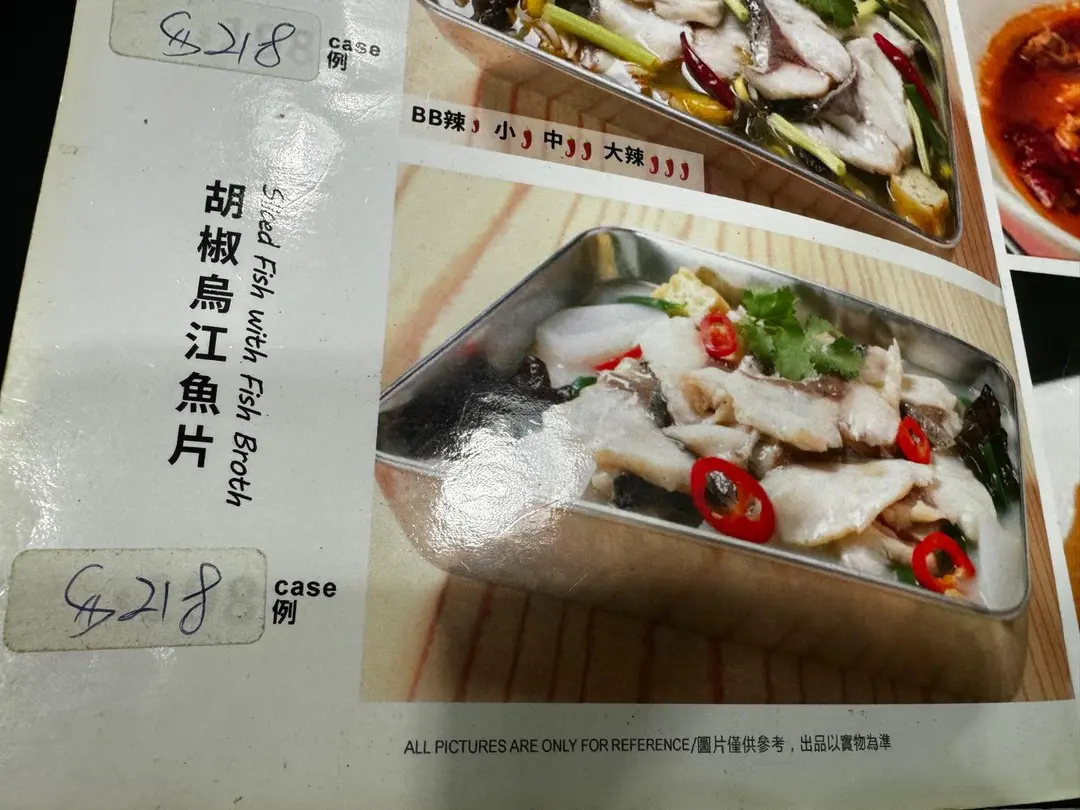 $218
case
例
BB辣 小 中 大辣
胡椒烏江魚片
Sliced Fish with Fish Broth
$218
case
例
ALL PICTURES ARE ONLY FOR REFERENCE/圖片僅供參考，出品以實物為準